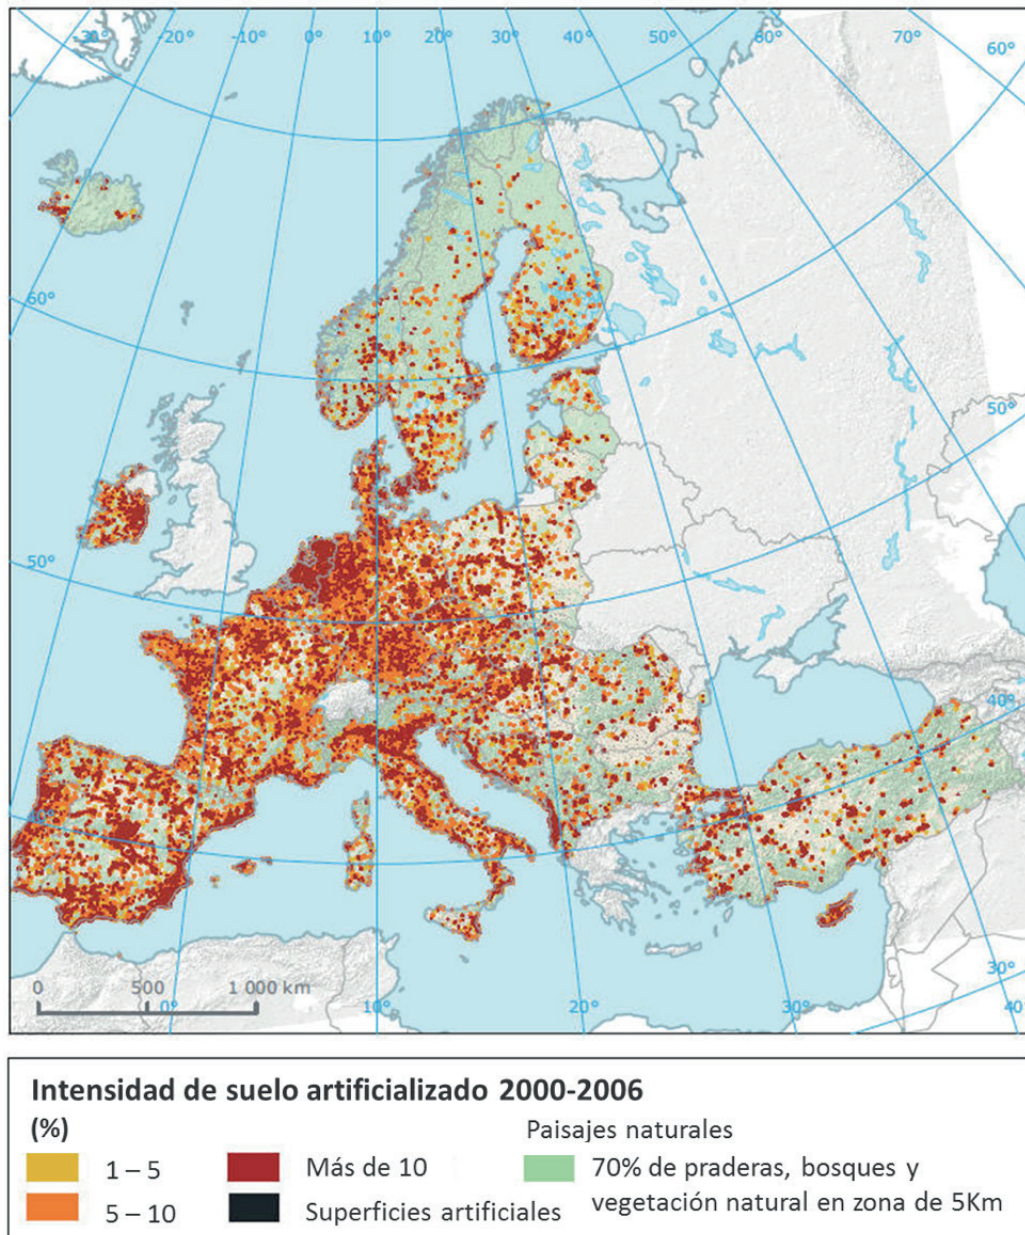 -30° -20° -10° 0° 10° 20° 30° 40° 50° 60° 70° 60°
60°
50°
50°
40°
40°
30°
0 500 1 000 km
0° 10° 20° 30° 40°
Intensidad de suelo artificializado 2000-2006
(%)
Paisajes naturales
1 – 5
Más de 10
70% de praderas, bosques y
5 – 10
Superficies artificiales
vegetación natural en zona de 5Km